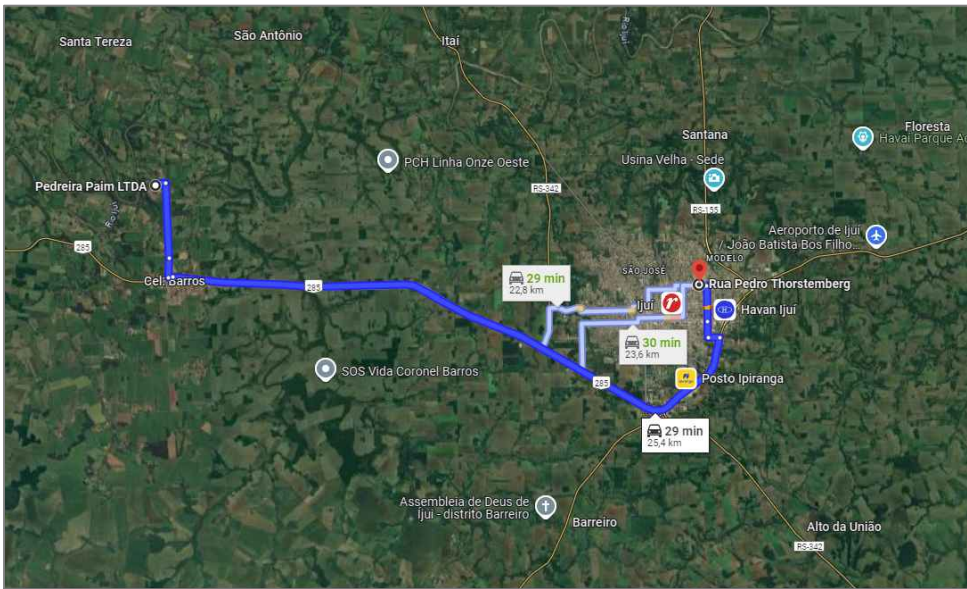 Santa Tereza
São Antônio
Itaí
Santana
Floresta
Usina Velha - Sede
PCH Linha Onze Oeste
Pedreira Paim LTDA
RS-342
RS-155
285
Aeroporto de Ijuí
/ João Batista Bos Filho...
MODELO
SÃO JOSÉ
29 min
22,8 km
Cel. Barros
285
Rua Pedro Thorstemberg
Ijuí
Havan Ijuí
30 min
23,6 km
SOS Vida Coronel Barros
285
Posto Ipiranga
29 min
25,4 km
Assembleia de Deus de
Ijuí - distrito Barreiro
Barreiro
Alto da União
RS-342